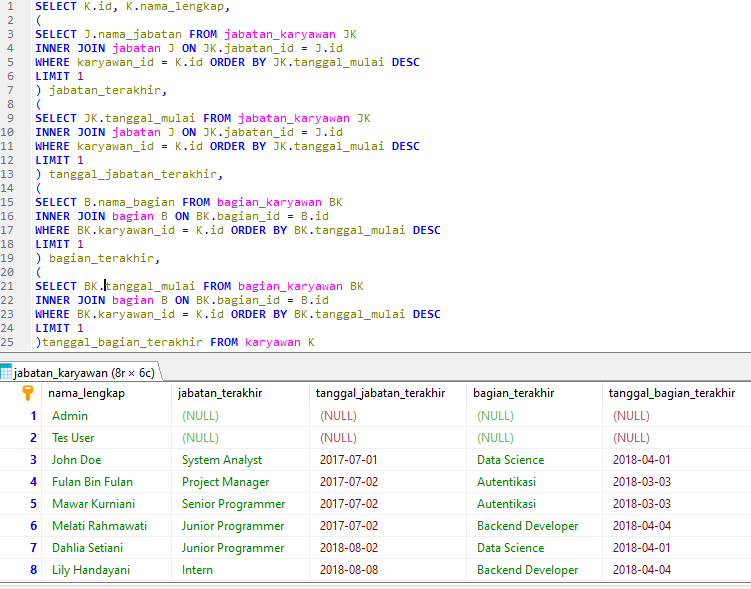 1 SELECT K.id, K.nama_lengkap,
2 (
3 SELECT J.nama_jabatan FROM jabatan_karyawan JK
4 INNER JOIN jabatan J ON JK.jabatan_id = J.id
5 WHERE karyawan_id = K.id ORDER BY JK.tanggal_mulai DESC
6 LIMIT 1
7 ) jabatan_terakhir,
8 (
9 SELECT JK.tanggal_mulai FROM jabatan_karyawan JK
10 INNER JOIN jabatan J ON JK.jabatan_id = J.id
11 WHERE karyawan_id = K.id ORDER BY JK.tanggal_mulai DESC
12 LIMIT 1
13 ) tanggal_jabatan_terakhir,
14 (
15 SELECT B.nama_bagian FROM bagian_karyawan BK
16 INNER JOIN bagian B ON BK.bagian_id = B.id
17 WHERE BK.karyawan_id = K.id ORDER BY BK.tanggal_mulai DESC
18 LIMIT 1
19 ) bagian_terakhir,
20 (
21 SELECT BK.tanggal_mulai FROM bagian_karyawan BK
22 INNER JOIN bagian B ON BK.bagian_id = B.id
23 WHERE BK.karyawan_id = K.id ORDER BY BK.tanggal_mulai DESC
24 LIMIT 1
25 )tanggal_bagian_terakhir FROM karyawan K
jabatan_karyawan (8r × 6c)
nama_lengkap jabatan_terakhir tanggal_jabatan_terakhir bagian_terakhir tanggal_bagian_terakhir
1 Admin (NULL) (NULL) (NULL) (NULL)
2 Tes User (NULL) (NULL) (NULL) (NULL)
3 John Doe System Analyst 2017-07-01 Data Science 2018-04-01
4 Fulan Bin Fulan Project Manager 2017-07-02 Autentikasi 2018-03-03
5 Mawar Kurniani Senior Programmer 2017-07-02 Autentikasi 2018-03-03
6 Melati Rahmawati Junior Programmer 2017-07-02 Backend Developer 2018-04-04
7 Dahlia Setiani Junior Programmer 2018-08-02 Data Science 2018-04-01
8 Lily Handayani Intern 2018-08-08 Backend Developer 2018-04-04